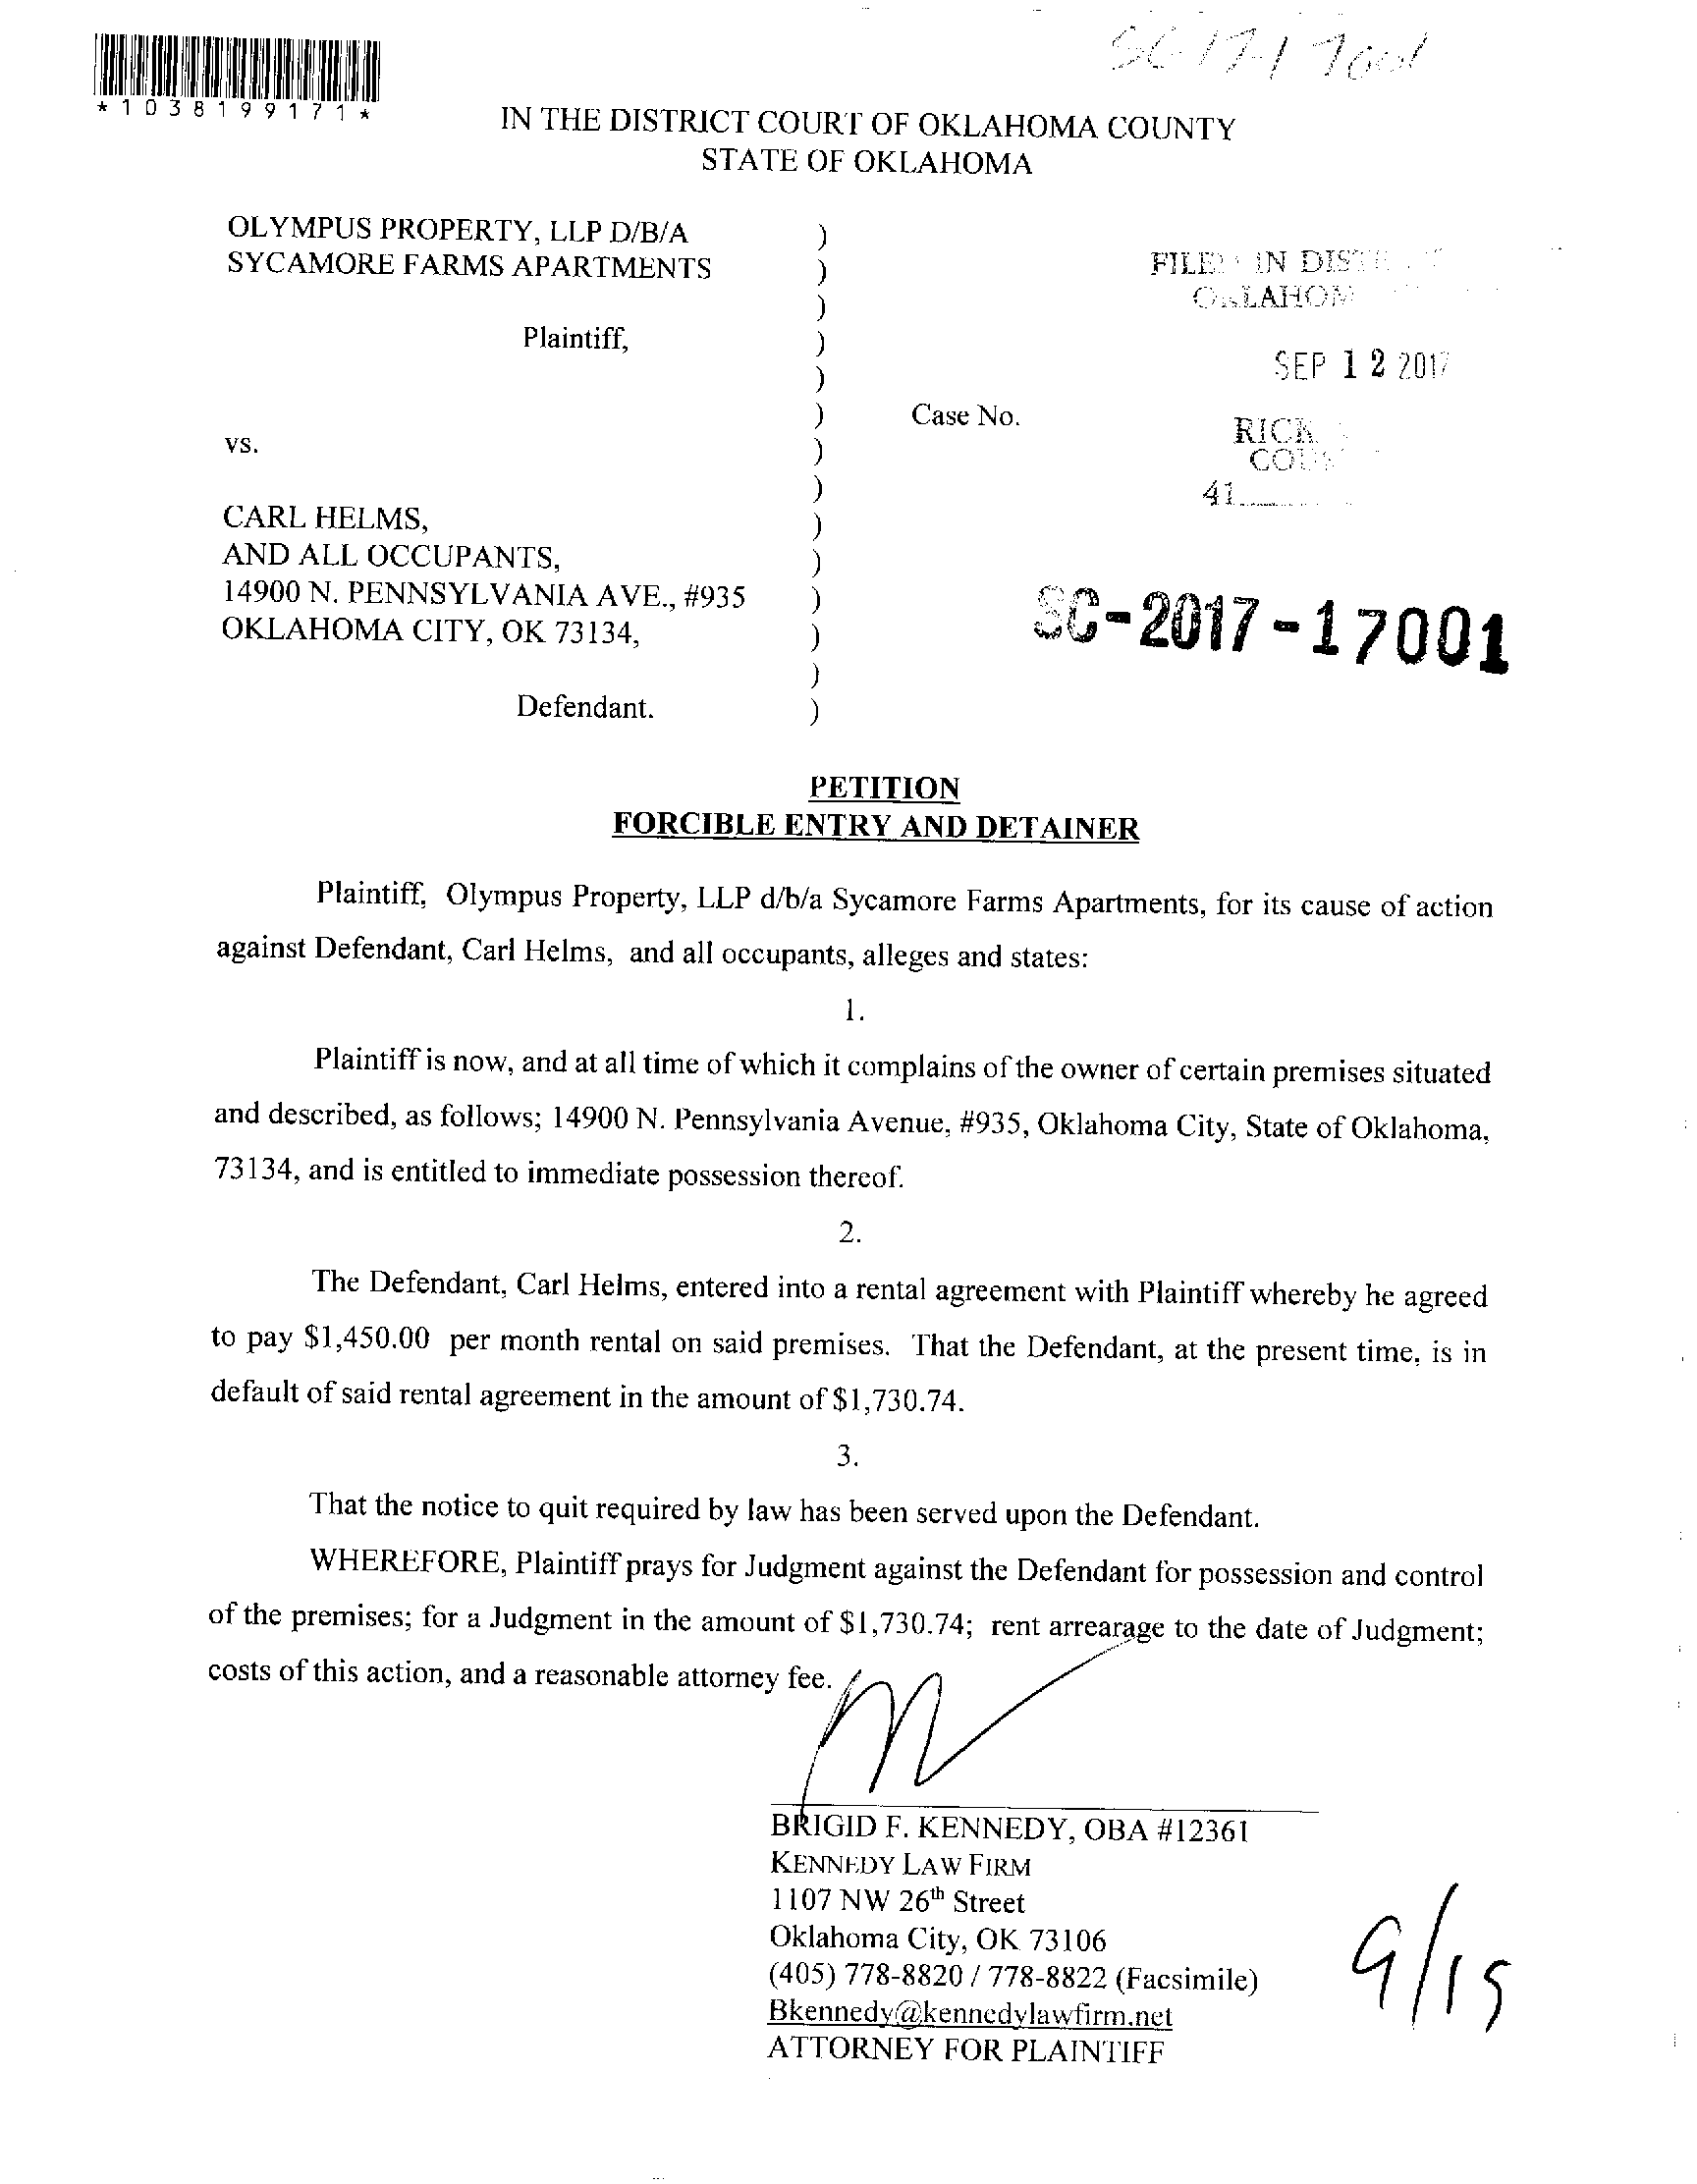 SC-17-17001
*1038199171*
IN THE DISTRICT COURT OF OKLAHOMA COUNTY
STATE OF OKLAHOMA
OLYMPUS PROPERTY, LLP D/B/A )
SYCAMORE FARMS APARTMENTS )
)
Plaintiff, )
)
) Case No.
vs. )
)
CARL HELMS, )
AND ALL OCCUPANTS, )
14900 N. PENNSYLVANIA AVE., #935 )
OKLAHOMA CITY, OK 73134, )
)
Defendant. )
IN
SEP 12 2017
RICK
41
SC-2017-17001
PETITION
FORCIBLE ENTRY AND DETAINER
Plaintiff, Olympus Property, LLP d/b/a Sycamore Farms Apartments, for its cause of action
against Defendant, Carl Helms, and all occupants, alleges and states:
1.
Plaintiff is now, and at all time of which it complains of the owner of certain premises situated
and described, as follows; 14900 N. Pennsylvania Avenue, #935, Oklahoma City, State of Oklahoma,
73134, and is entitled to immediate possession thereof.
2.
The Defendant, Carl Helms, entered into a rental agreement with Plaintiff whereby he agreed
to pay $1,450.00 per month rental on said premises. That the Defendant, at the present time, is in
default of said rental agreement in the amount of $1,730.74.
3.
That the notice to quit required by law has been served upon the Defendant.
WHEREFORE, Plaintiff prays for Judgment against the Defendant for possession and control
of the premises; for a Judgment in the amount of $1,730.74; rent arrearage to the date of Judgment;
costs of this action, and a reasonable attorney fee.
BRIGID F. KENNEDY, OBA #12361
KENNEDY LAW FIRM
1107 NW 26th Street
Oklahoma City, OK 73106
(405) 778-8820 / 778-8822 (Facsimile)
Bkennedy@kennedylawfirm.net
ATTORNEY FOR PLAINTIFF
9/15